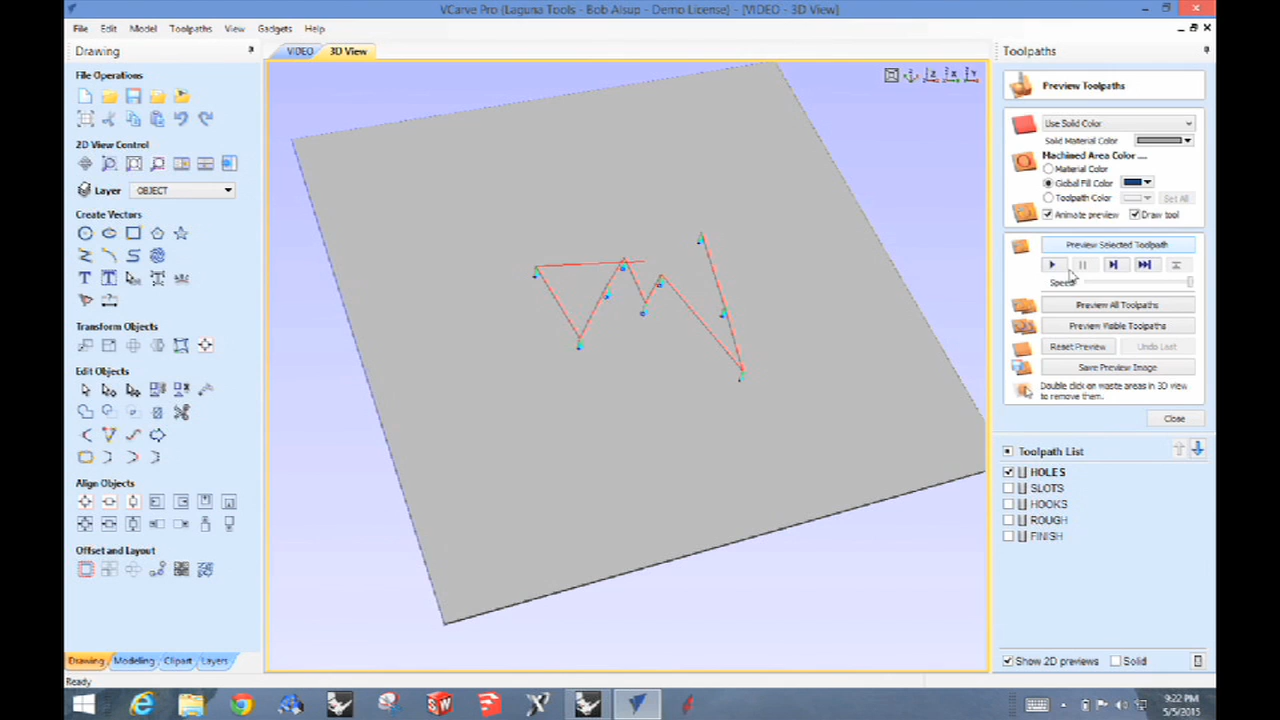 VCarve Pro (Laguna Tools - Bob Alsup - Demo License) - [VIDEO - 3D View]
File Edit Model Toolpaths View Gadgets Help
Drawing
VIDEO 3D View
Toolpaths
File Operations
2D View Control
Layer OBJECT
Create Vectors
Transform Objects
Edit Objects
Align Objects
Offset and Layout
Drawing Modeling Clipart Layers
Ready
Preview Toolpaths
Use Solid Color
Solid Material Color
Machined Area Color ....
Material Color
Global Fill Color
Toolpath Color Set All
Animate preview Draw tool
Preview Selected Toolpath
Speed
Preview All Toolpaths
Preview Visible Toolpaths
Reset Preview Undo Last
Save Preview Image
Double click on waste areas in 3D view
to remove them.
Close
Toolpath List
HOLES
SLOTS
HOOKS
ROUGH
FINISH
Show 2D previews Solid
9:22 PM
5/5/2015